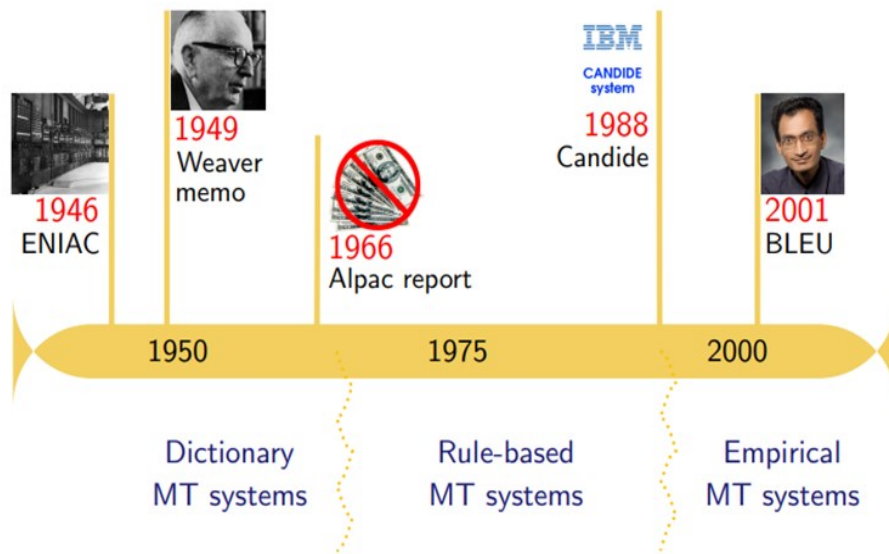 IBM
CANDIDE
system
1949
Weaver
memo
1988
Candide
1946
ENIAC
1966
Alpac report
2001
BLEU
1950
1975
2000
Dictionary
MT systems
Rule-based
MT systems
Empirical
MT systems